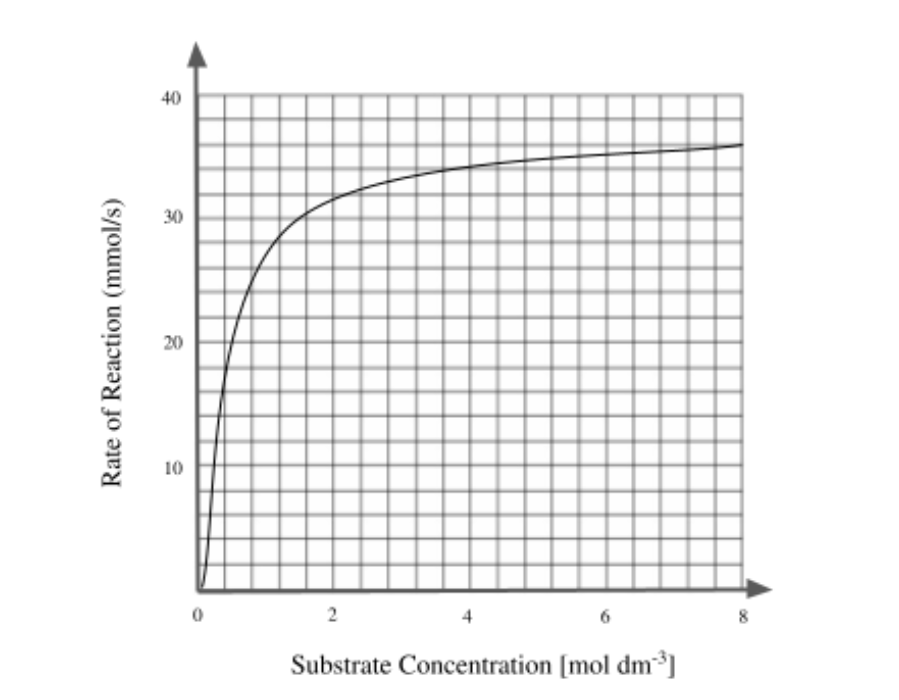 40
30
20
10
Rate of Reaction (mmol/s)
0 2 4 6 8
Substrate Concentration [mol dm⁻³]